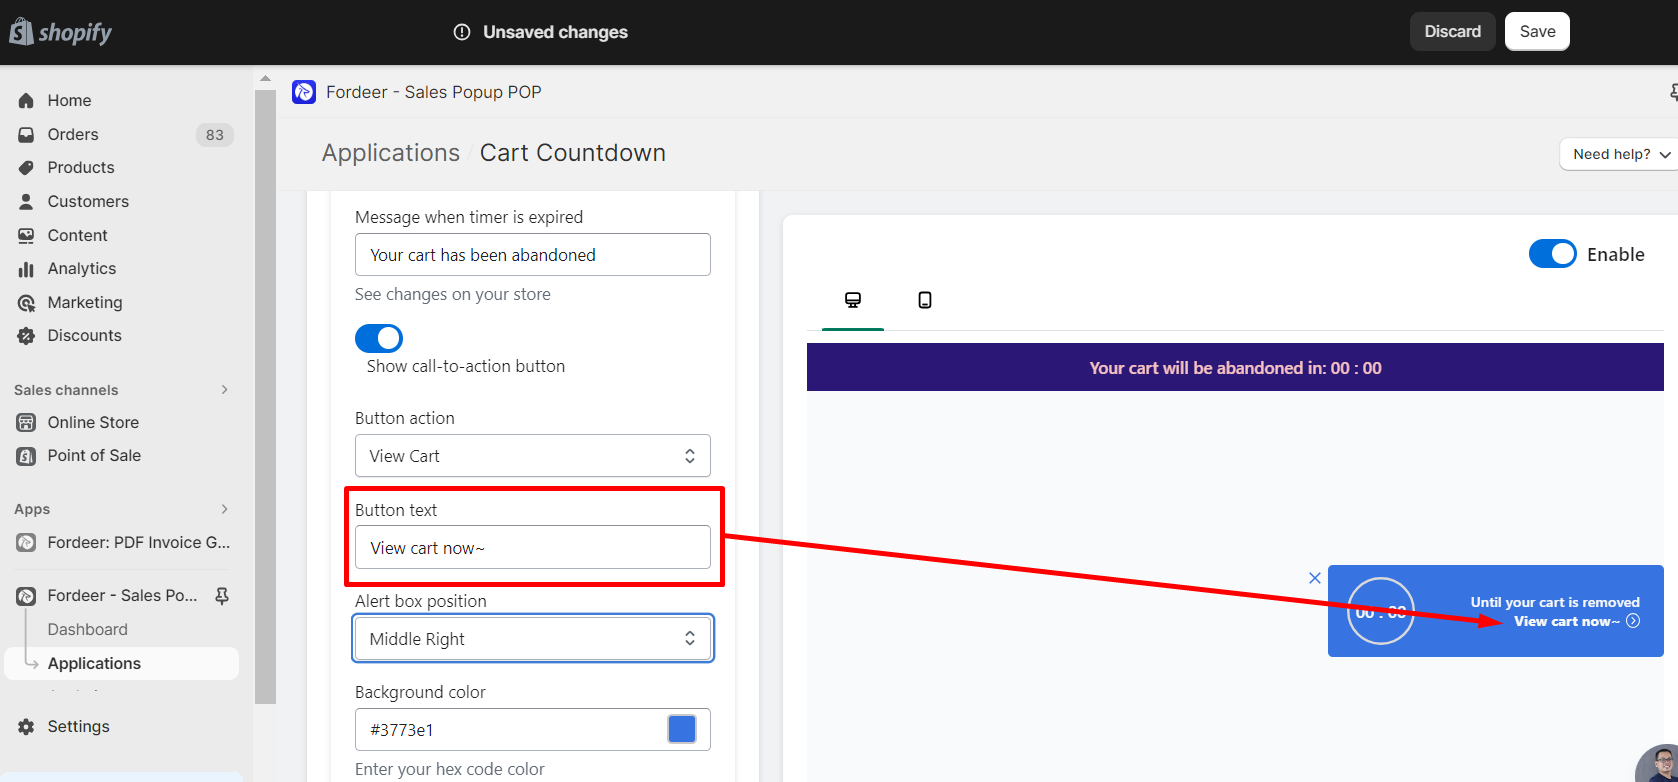 shopify
Unsaved changes
Discard
Save
Home
Orders
83
Products
Customers
Content
Analytics
Marketing
Discounts
Sales channels
Online Store
Point of Sale
Apps
Fordeer: PDF Invoice G...
Fordeer - Sales Po...
Dashboard
Applications
Settings
Fordeer - Sales Popup POP
Applications / Cart Countdown
Need help?
Message when timer is expired
Your cart has been abandoned
See changes on your store
Show call-to-action button
Button action
View Cart
Button text
View cart now~
Alert box position
Middle Right
Background color
#3773e1
Enter your hex code color
Enable
Your cart will be abandoned in: 00 : 00
00 : 00
Until your cart is removed
View cart now~